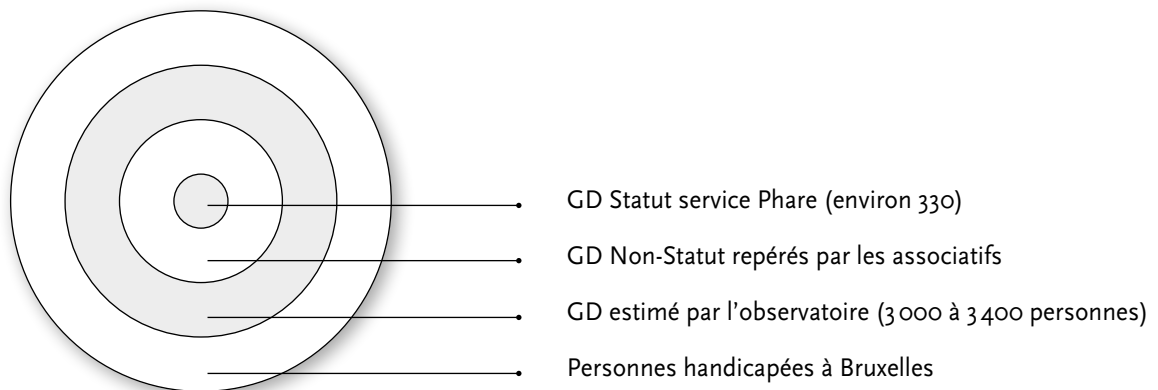 GD Statut service Phare (environ 330)
GD Non-Statut repérés par les associatifs
GD estimé par l'observatoire (3 000 à 3 400 personnes)
Personnes handicapées à Bruxelles